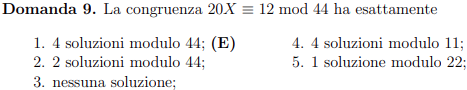 Domanda 9. La congruenza 20X ≡ 12 mod 44 ha esattamente
1. 4 soluzioni modulo 44; (E)
2. 2 soluzioni modulo 44;
3. nessuna soluzione;
4. 4 soluzioni modulo 11;
5. 1 soluzione modulo 22;